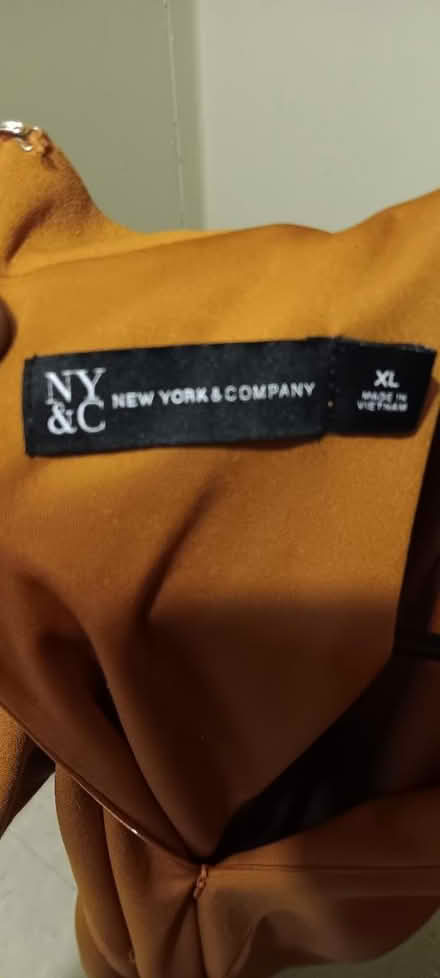 NY
&C
NEW YORK & COMPANY
XL
MADE IN
VIETNAM